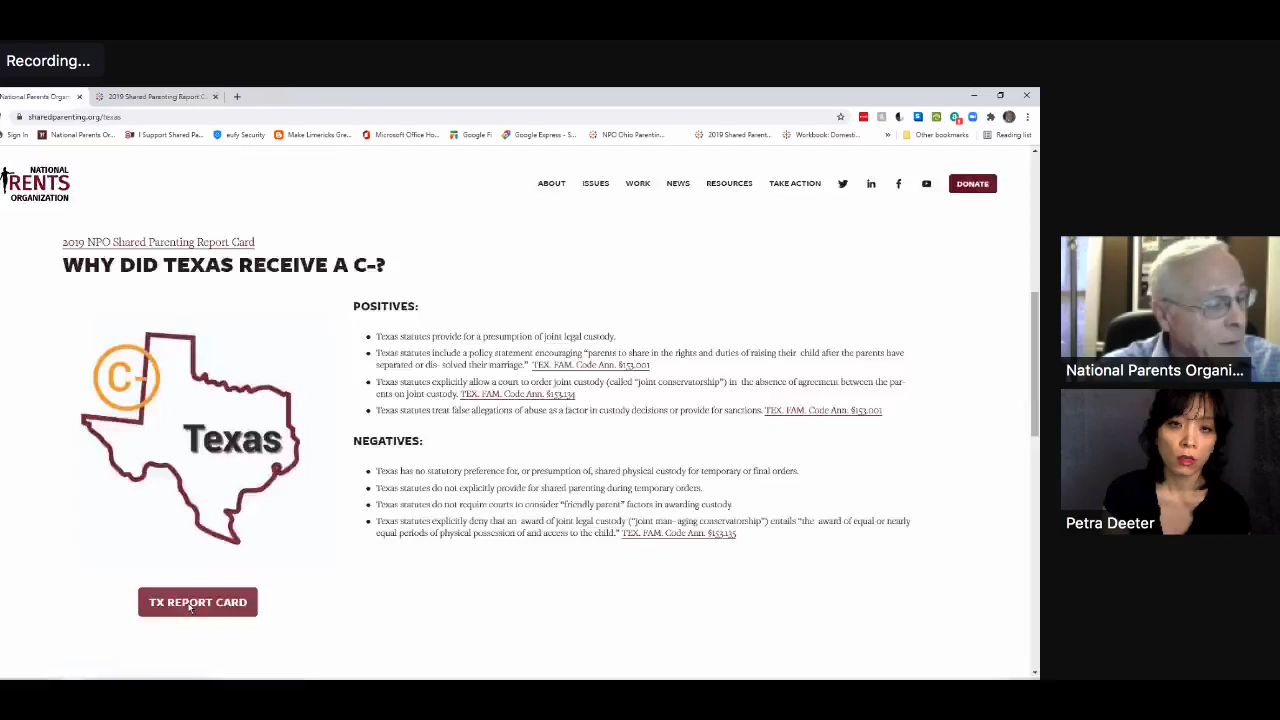 Recording...
National Parents Organ
2019 Shared Parenting Report C
sharedparenting.org/texas
Sign In
National Parents Or...
I Support Shared Pa...
eufy Security
Make Limericks Gre...
Microsoft Office Ho...
Google Fi
Google Express - S...
NPO Ohio Parentin...
2019 Shared Parent...
Workbook: Domesti...
»
Other bookmarks
Reading list
NATIONAL
RENTS
ORGANIZATION
ABOUT
ISSUES
WORK
NEWS
RESOURCES
TAKE ACTION
DONATE
2019 NPO Shared Parenting Report Card
WHY DID TEXAS RECEIVE A C-?
C-
Texas
TX REPORT CARD
POSITIVES:
Texas statutes provide for a presumption of joint legal custody.
Texas statutes include a policy statement encouraging "parents to share in the rights and duties of raising their child after the parents have
separated or dis- solved their marriage." TEX. FAM. Code Ann. §153.001
Texas statutes explicitly allow a court to order joint custody (called "joint conservatorship") in the absence of agreement between the par-
ents on joint custody. TEX. FAM. Code Ann. §153.134
Texas statutes treat false allegations of abuse as a factor in custody decisions or provide for sanctions. TEX. FAM. Code Ann. §153.001
NEGATIVES:
Texas has no statutory preference for, or presumption of, shared physical custody for temporary or final orders.
Texas statutes do not explicitly provide for shared parenting during temporary orders.
Texas statutes do not require courts to consider "friendly parent" factors in awarding custody.
Texas statutes explicitly deny that an award of joint legal custody ("joint man-aging conservatorship") entails "the award of equal or nearly
equal periods of physical possession of and access to the child." TEX. FAM. Code Ann. §153.135
National Parents Organi...
Petra Deeter